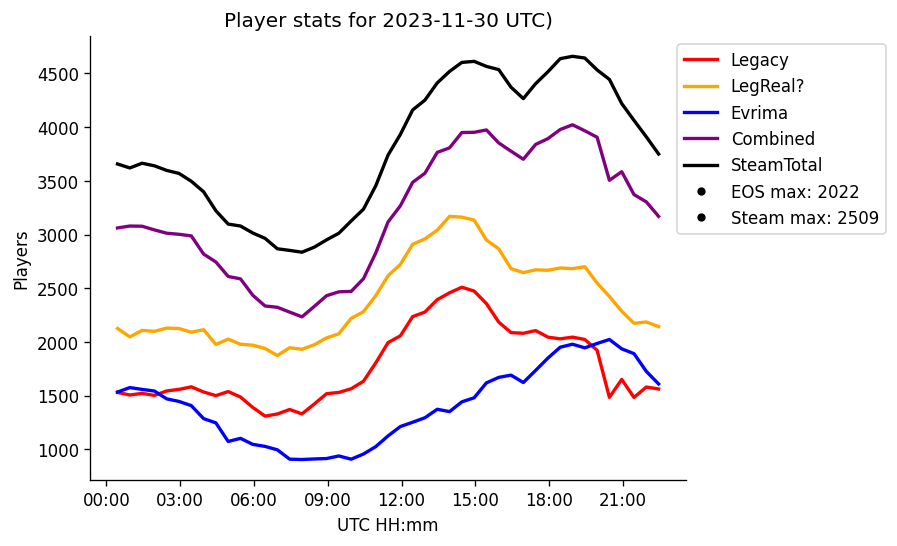 Player stats for 2023-11-30 UTC)
Legacy
LegReal?
Evrima
Combined
SteamTotal
EOS max: 2022
Steam max: 2509
Players
4500
4000
3500
3000
2500
2000
1500
1000
00:00 03:00 06:00 09:00 12:00 15:00 18:00 21:00
UTC HH:mm